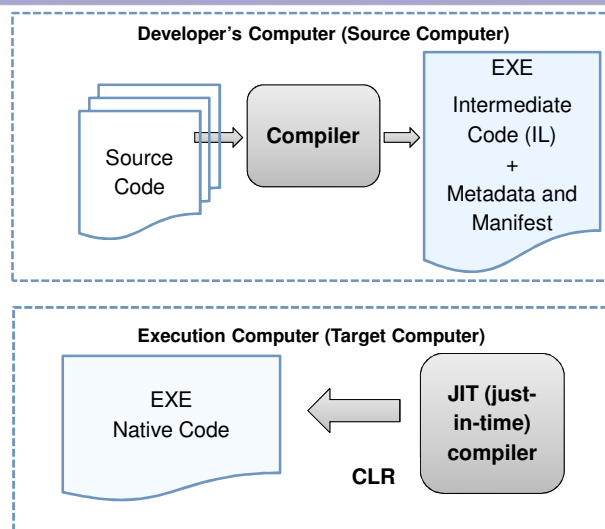 Developer’s Computer (Source Computer)
Source
Code
Compiler
EXE
Intermediate
Code (IL)
+
Metadata and
Manifest
Execution Computer (Target Computer)
EXE
Native Code
CLR
JIT (just-
in-time)
compiler